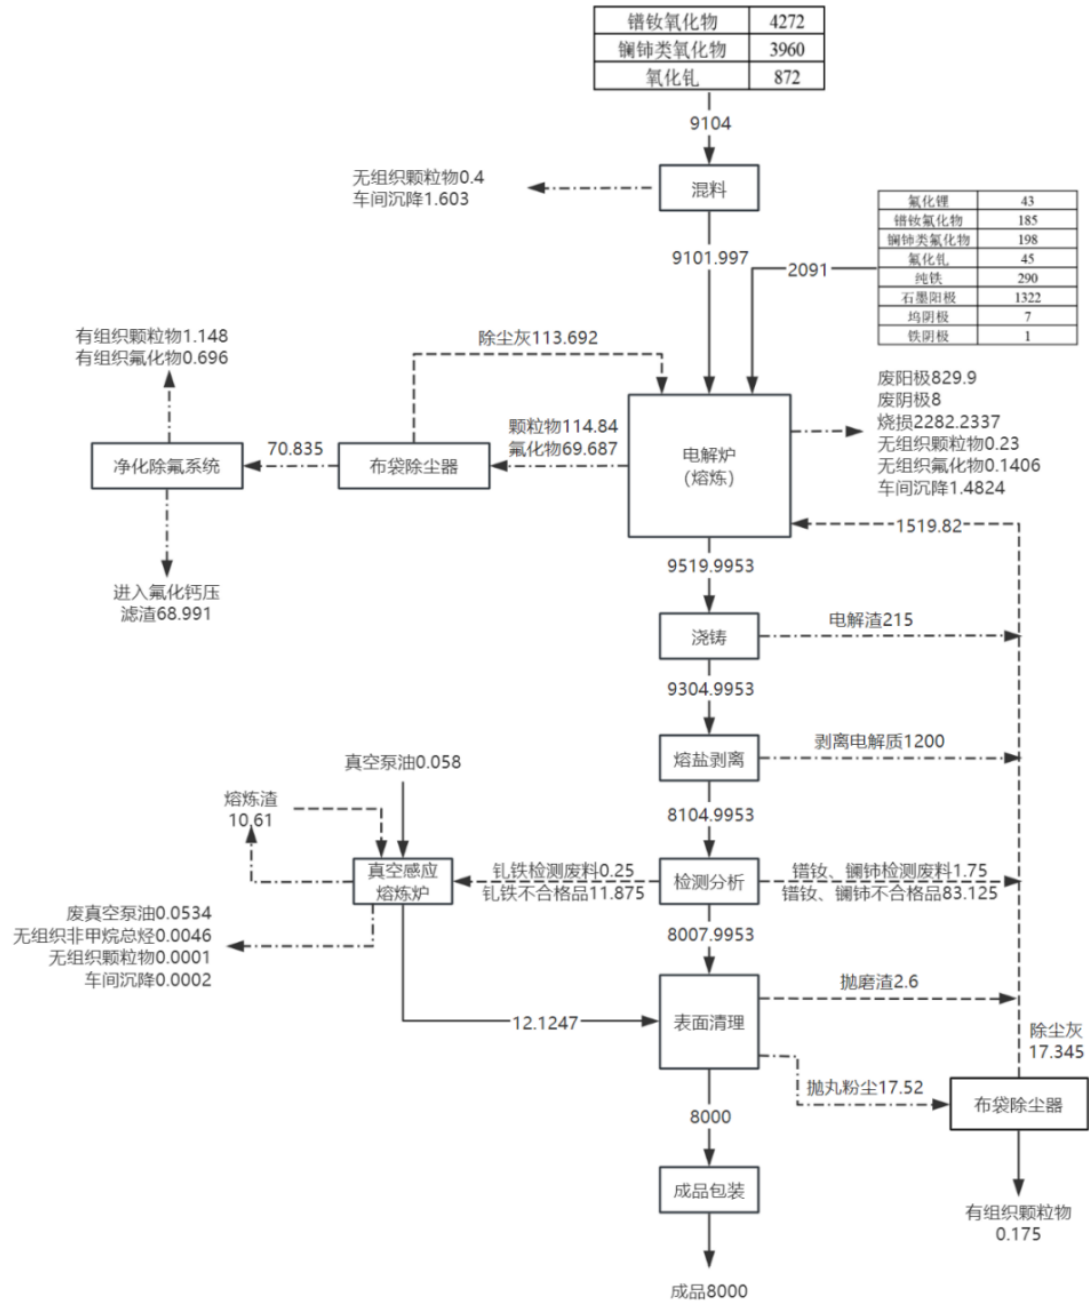 镨钕氧化物 4272
镧铈类氧化物 3960
氧化钆 872
9104
无组织颗粒物0.4
车间沉降1.603
混料
9101.997
2091
氟化锂 43
镨钕氟化物 185
镧铈类氟化物 198
氟化钆 45
纯铁 290
石墨阳极 1322
坞阴极 7
铁阴极 1
有组织颗粒物1.148
有组织氟化物0.696
除尘灰113.692
颗粒物114.84
氟化物69.687
净化除氟系统
70.835
布袋除尘器
电解炉
（熔炼）
废阳极829.9
废阴极8
烧损2282.2337
无组织颗粒物0.23
无组织氟化物0.1406
车间沉降1.4824
1519.82
进入氟化钙压
滤渣68.991
9519.9953
浇铸
电解渣215
9304.9953
熔盐剥离
剥离电解质1200
真空泵油0.058
8104.9953
熔炼渣
10.61
真空感应
熔炼炉
钆铁检测废料0.25
钆铁不合格品11.875
检测分析
镨钕、镧铈检测废料1.75
镨钕、镧铈不合格品83.125
废真空泵油0.0534
无组织非甲烷总烃0.0046
无组织颗粒物0.0001
车间沉降0.0002
8007.9953
12.1247
表面清理
抛磨渣2.6
抛丸粉尘17.52
除尘灰
17.345
布袋除尘器
8000
成品包装
有组织颗粒物
0.175
成品8000